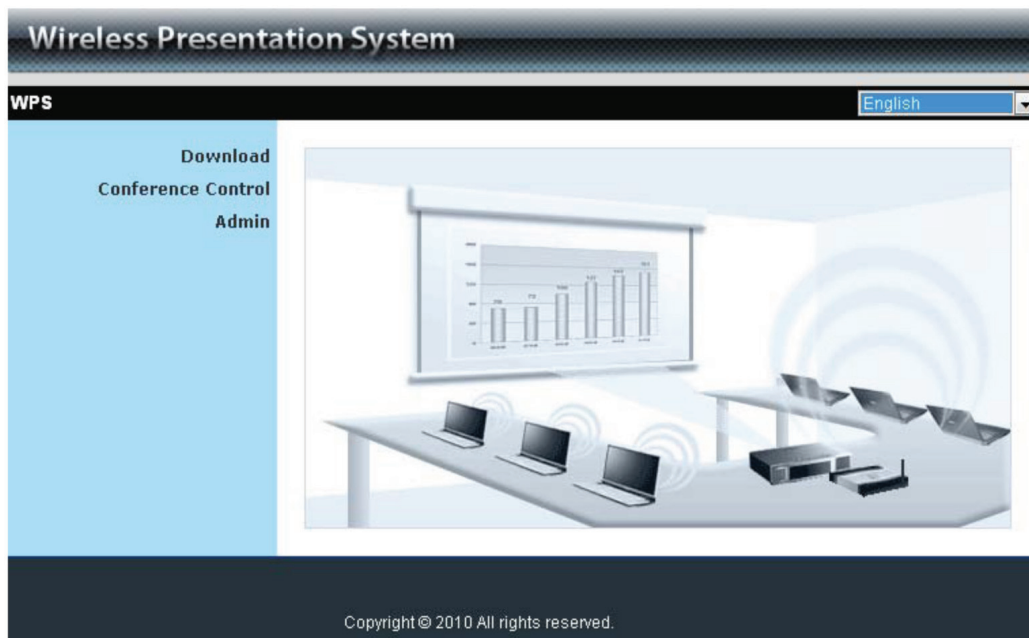 Wireless Presentation System
WPS
English
Download
Conference Control
Admin
Copyright © 2010 All rights reserved.